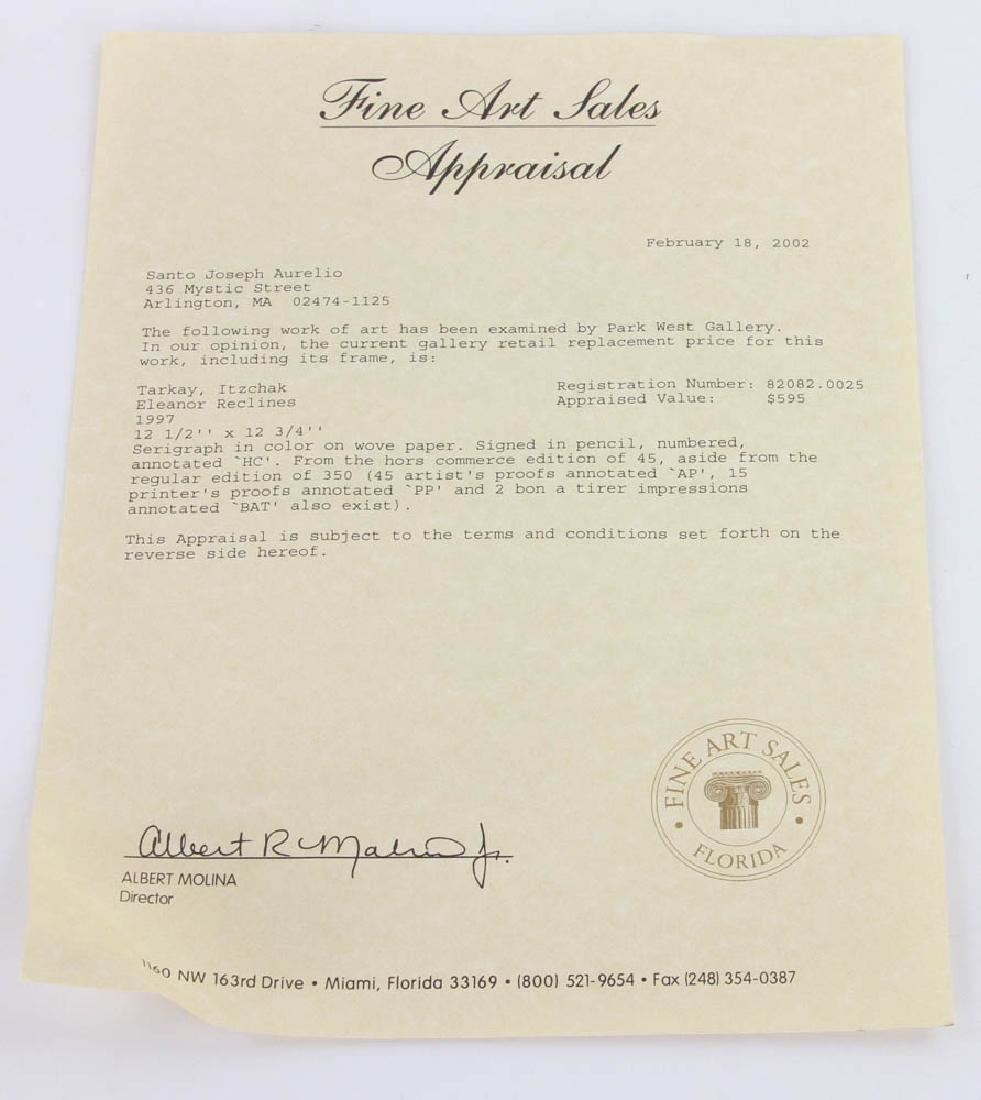 Fine Art Sales
Appraisal
February 18, 2002
Santo Joseph Aurelio
436 Mystic Street
Arlington, MA  02474-1125
The following work of art has been examined by Park West Gallery.
In our opinion, the current gallery retail replacement price for this
work, including its frame, is:
Tarkay, Itzchak
Registration Number: 82082.0025
Eleanor Reclines
Appraised Value: $595
1997
12 1/2'' x 12 3/4''
Serigraph in color on wove paper. Signed in pencil, numbered,
annotated `HC'. From the hors commerce edition of 45, aside from the
regular edition of 350 (45 artist's proofs annotated `AP', 15
printer's proofs annotated `PP' and 2 bon a tirer impressions
annotated `BAT' also exist).
This Appraisal is subject to the terms and conditions set forth on the
reverse side hereof.
FINE ART SALES
• FLORIDA •
Albert R Molina Jr.
ALBERT MOLINA
Director
NW 163rd Drive • Miami, Florida 33169 • (800) 521-9654 • Fax (248) 354-0387